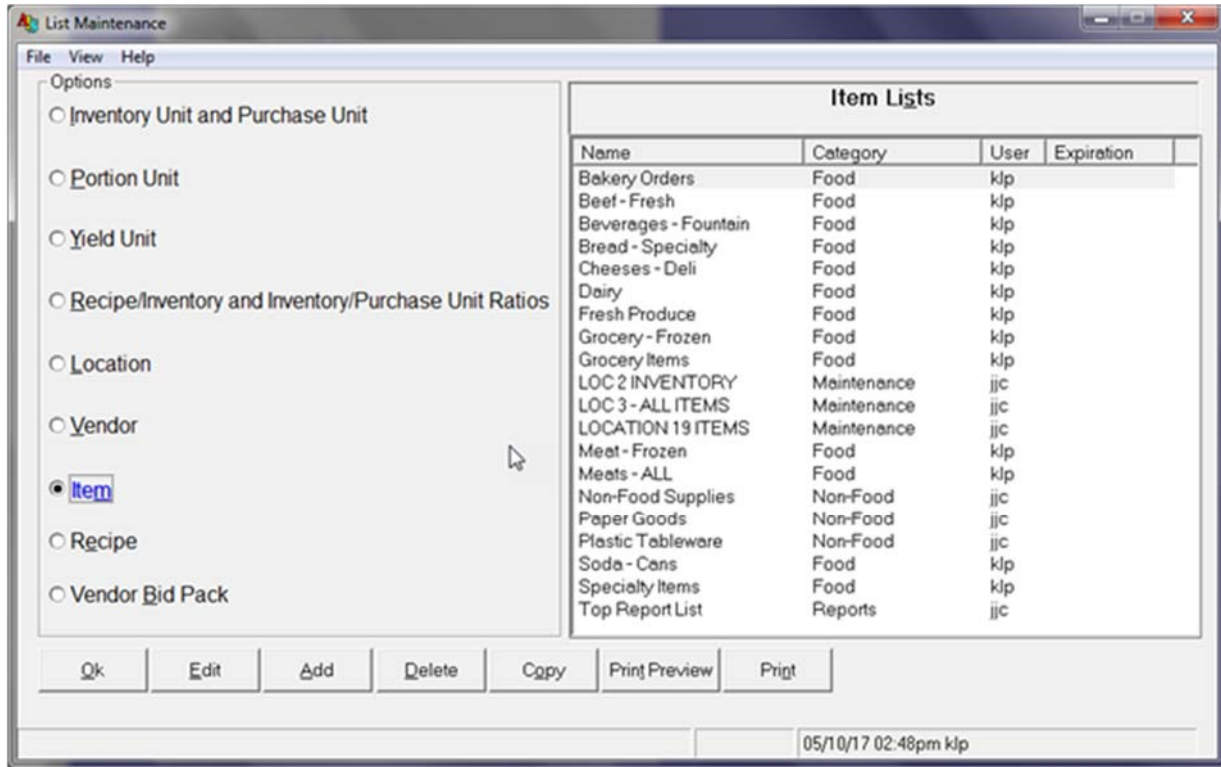 List Maintenance
File View Help
Options
Inventory Unit and Purchase Unit
Portion Unit
Yield Unit
Recipe/Inventory and Inventory/Purchase Unit Ratios
Location
Vendor
Item
Recipe
Vendor Bid Pack
Item Lists
Name Category User Expiration
Bakery Orders Food klp
Beef - Fresh Food klp
Beverages - Fountain Food klp
Bread - Specialty Food klp
Cheeses - Deli Food klp
Dairy Food klp
Fresh Produce Food klp
Grocery - Frozen Food klp
Grocery Items Food klp
LOC 2 INVENTORY Maintenance jjc
LOC 3 - ALL ITEMS Maintenance jjc
LOCATION 19 ITEMS Maintenance jjc
Meat - Frozen Food klp
Meats - ALL Food klp
Non-Food Supplies Non-Food jjc
Paper Goods Non-Food jjc
Plastic Tableware Non-Food jjc
Soda - Cans Food klp
Specialty Items Food klp
Top Report List Reports jjc
Ok Edit Add Delete Copy Print Preview Print
05/10/17 02:48pm klp